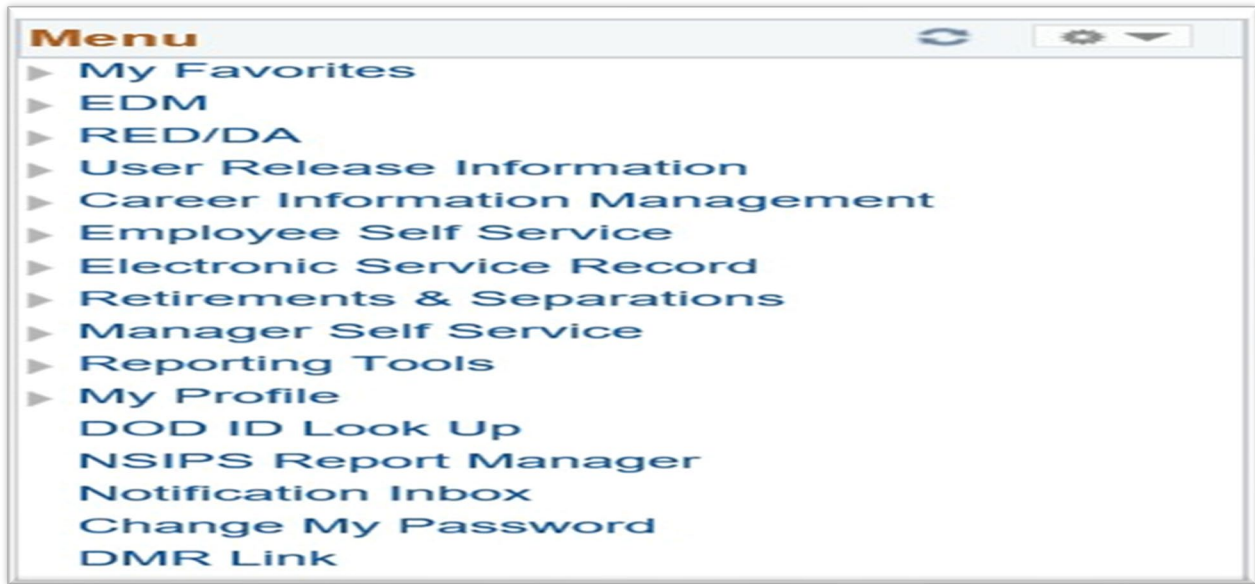 Menu
My Favorites
EDM
RED/DA
User Release Information
Career Information Management
Employee Self Service
Electronic Service Record
Retirements & Separations
Manager Self Service
Reporting Tools
My Profile
DOD ID Look Up
NSIPS Report Manager
Notification Inbox
Change My Password
DMR Link